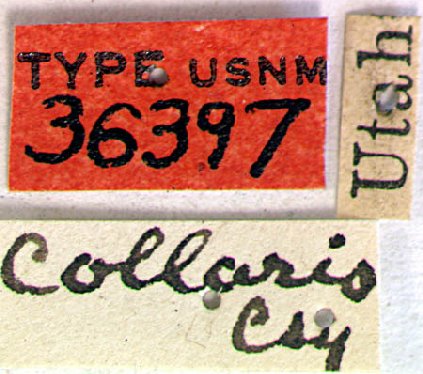 TYPE USNM
36397
Utah
Collaris
Csy